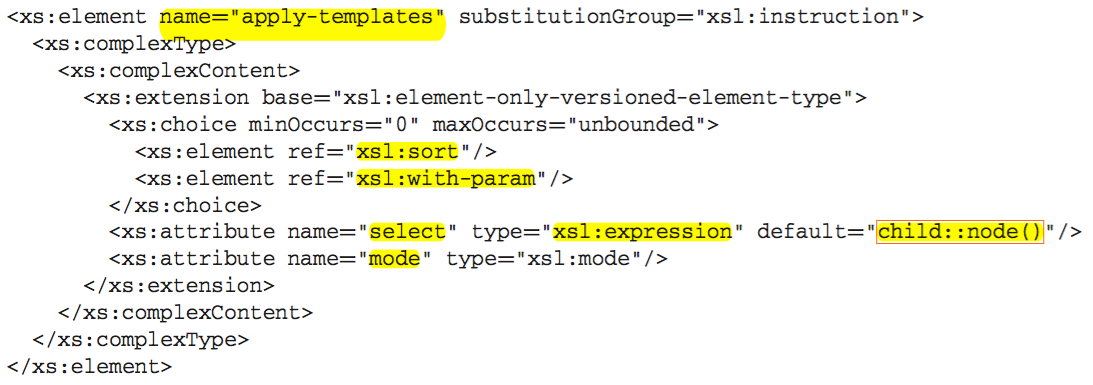 <xs:element name="apply-templates" substitutionGroup="xsl:instruction">
<xs:complexType>
<xs:complexContent>
<xs:extension base="xsl:element-only-versioned-element-type">
<xs:choice minOccurs="0" maxOccurs="unbounded">
<xs:element ref="xsl:sort"/>
<xs:element ref="xsl:with-param"/>
</xs:choice>
<xs:attribute name="select" type="xsl:expression" default="child::node()"/>
<xs:attribute name="mode" type="xsl:mode"/>
</xs:extension>
</xs:complexContent>
</xs:complexType>
</xs:element>